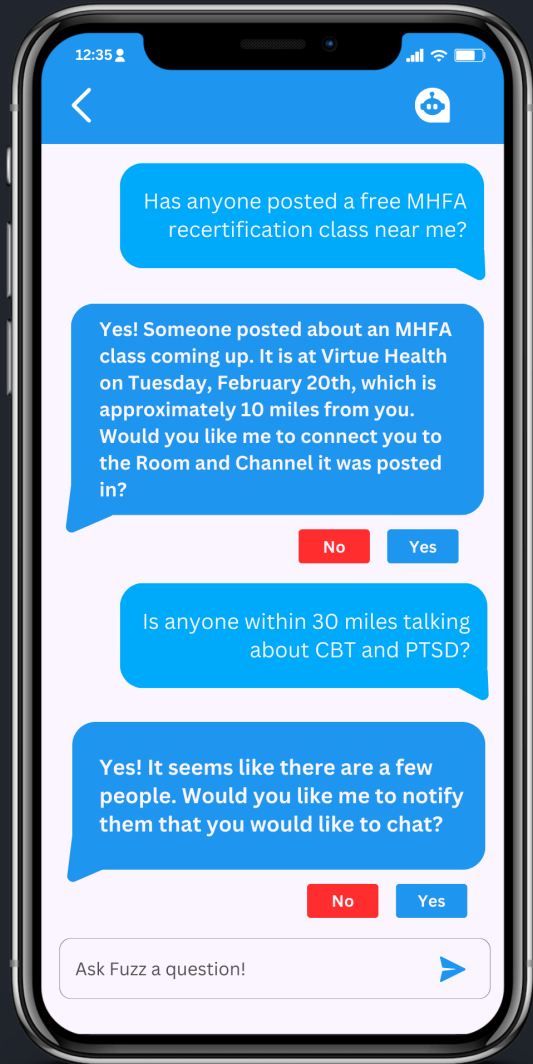 12:35
Has anyone posted a free MHFA
recertification class near me?
Yes! Someone posted about an MHFA
class coming up. It is at Virtue Health
on Tuesday, February 20th, which is
approximately 10 miles from you.
Would you like me to connect you to
the Room and Channel it was posted
in?
No Yes
Is anyone within 30 miles talking
about CBT and PTSD?
Yes! It seems like there are a few
people. Would you like me to notify
them that you would like to chat?
No Yes
Ask Fuzz a question!